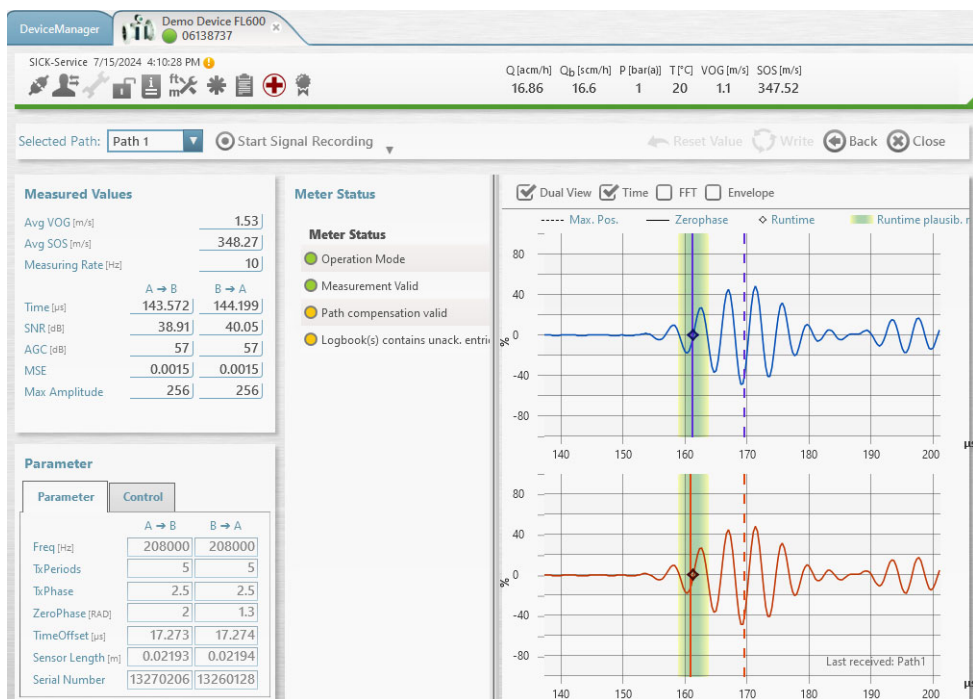 DeviceManager
Demo Device FL600
06138737
SICK-Service 7/15/2024 4:10:28 PM
Q [acm/h] Qb [scm/h] P [bar(a)] T [°C] VOG [m/s] SOS [m/s]
16.86 16.6 1 20 1.1 347.52
Selected Path: Path 1 Start Signal Recording Reset Value Write Back Close
Measured Values
Avg VOG [m/s] 1.53
Avg SOS [m/s] 348.27
Measuring Rate [Hz] 10
A → B B → A
Time [µs] 143.572 144.199
SNR [dB] 38.91 40.05
AGC [dB] 57 57
MSE 0.0015 0.0015
Max Amplitude 256 256
Parameter
Parameter Control
A → B B → A
Freq [Hz] 208000 208000
TxPeriods 5 5
TxPhase 2.5 2.5
ZeroPhase [RAD] 2 1.3
TimeOffset [µs] 17.273 17.274
Sensor Length [m] 0.02193 0.02194
Serial Number 13270206 13260128
Meter Status
Meter Status
Operation Mode
Measurement Valid
Path compensation valid
Logbook(s) contains unack. entri
Dual View Time FFT Envelope
Max. Pos. Zerophase Runtime Runtime plausib. r
80
40
% 0
-40
-80
140 150 160 170 180 190 200 µs
80
40
% 0
-40
-80
Last received: Path1
140 150 160 170 180 190 200 µs